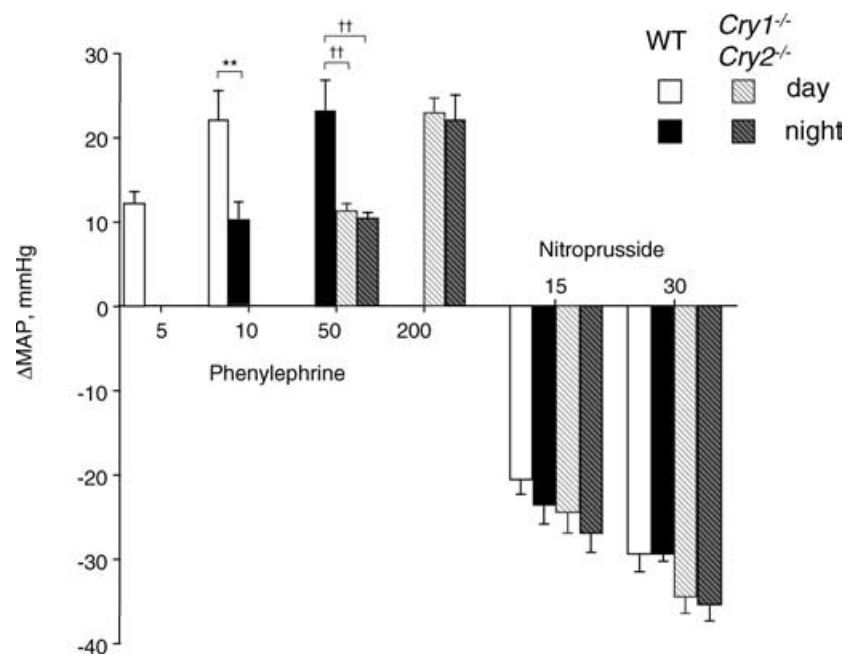 WT Cry1-/- Cry2-/-
day
night
**
††
††
30
20
10
0
-10
-20
-30
-40
ΔMAP, mmHg
5 10 50 200
Phenylephrine
Nitroprusside
15 30